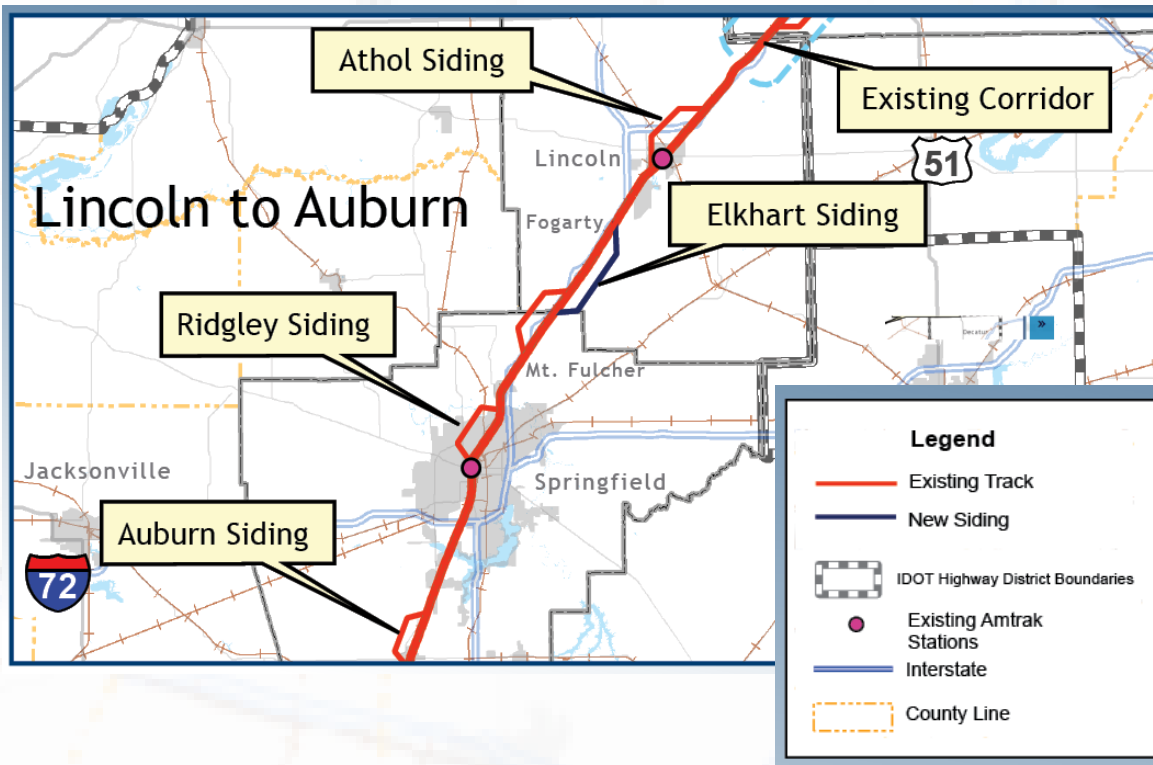 Athol Siding
Existing Corridor
Lincoln
51
Lincoln to Auburn
Elkhart Siding
Fogarty
Ridgley Siding
Mt. Fulcher
Decatur
»
Jacksonville
Springfield
Auburn Siding
72
Legend
Existing Track
New Siding
IDOT Highway District Boundaries
Existing Amtrak
Stations
Interstate
County Line